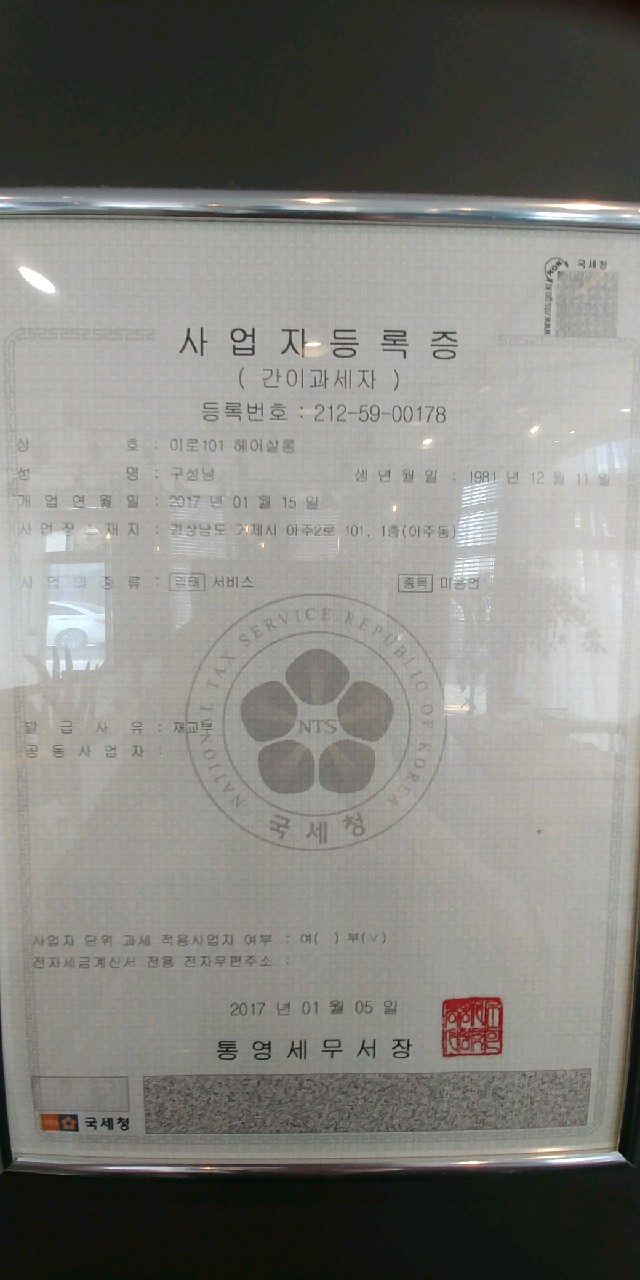 국세청
사업자등록증
( 간이과세자 )
등록번호 : 212-59-00178
상 호 : 이로101 헤어살롱
성 명 : 구섬남 생 년 월 일 : 1981 년 12 월 11 일
개 업 연 월 일 : 2017 년 01 월 15 일
사 업 장 소 재 지 : 경상남도 거제시 아주2로 101, 1층(아주동)
사 업 의 종 류 : 업태 서비스 종목 미용업
NATIONAL TAX SERVICE REPUBLIC OF KOREA
NTS
국세청
발 급 사 유 : 재교부
공 동 사 업 자 :
사업자 단위 과세 적용사업자 여부 : 여( ) 부(∨)
전자세금계산서 전용 전자우편주소 :
2017 년 01 월 05 일
통영세무서장
국세청